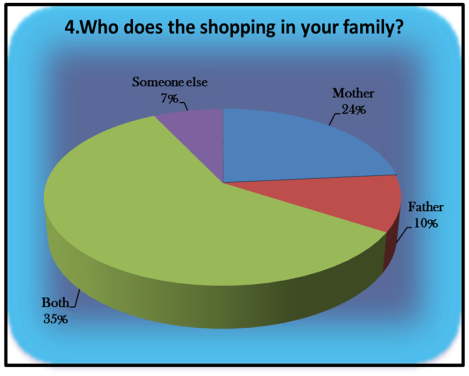 4.Who does the shopping in your family?
Someone else
7%
Mother
24%
Father
10%
Both
35%